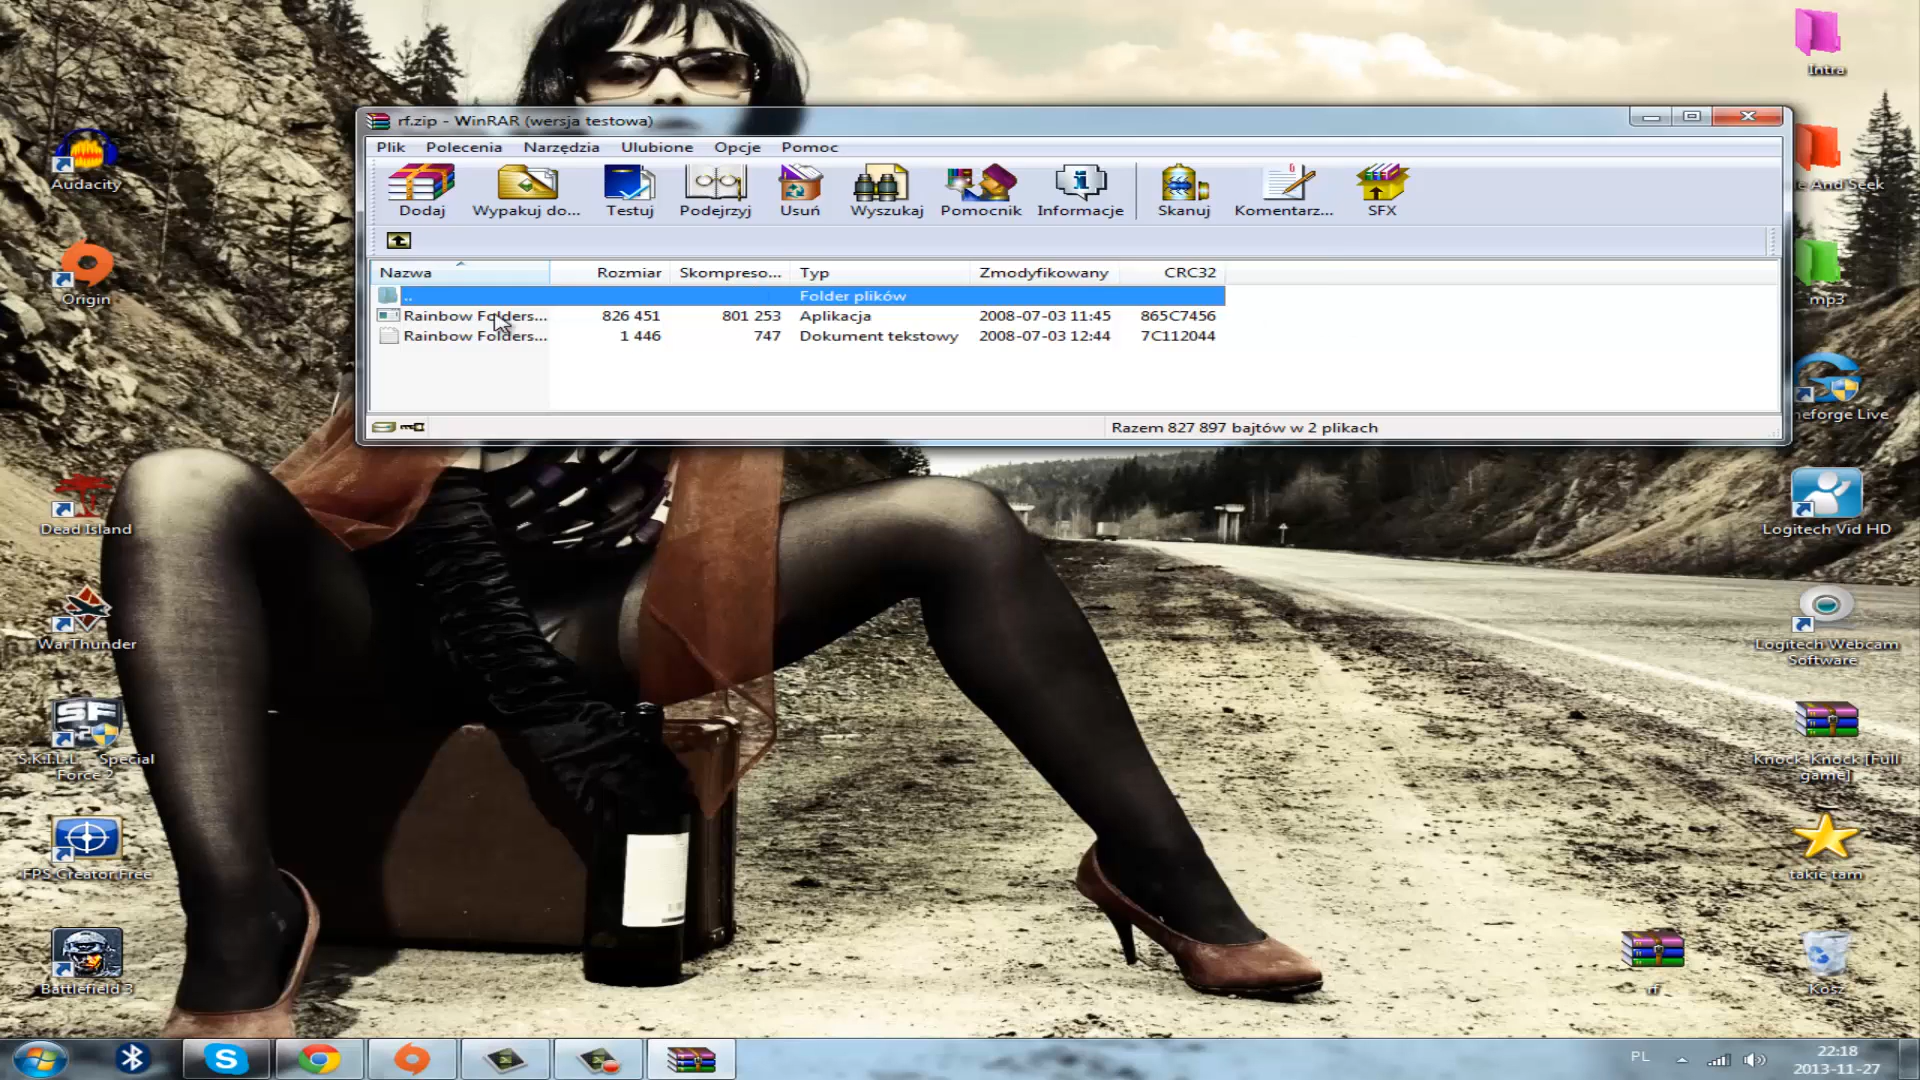 Intra
rf.zip - WinRAR (wersja testowa)
Plik Polecenia Narzędzia Ulubione Opcje Pomoc
Dodaj Wypakuj do... Testuj Podejrzyj Usuń Wyszukaj Pomocnik Informacje Skanuj Komentarz... SFX
Nazwa Rozmiar Skompreso... Typ Zmodyfikowany CRC32
.. Folder plików
Rainbow Folders... 826 451 801 253 Aplikacja 2008-07-03 11:45 865C7456
Rainbow Folders... 1 446 747 Dokument tekstowy 2008-07-03 12:44 7C112044
Razem 827 897 bajtów w 2 plikach
Audacity
Origin
Dead Island
WarThunder
S.K.I.L.L. - Special
Force 2
FPS Creator Free
Battlefield 3
e And Seek
mp3
neforge Live
Logitech Vid HD
Logitech Webcam
Software
Knock-Knock [Full
game]
takie tam
rf
Kosz
PL
22:18
2013-11-27